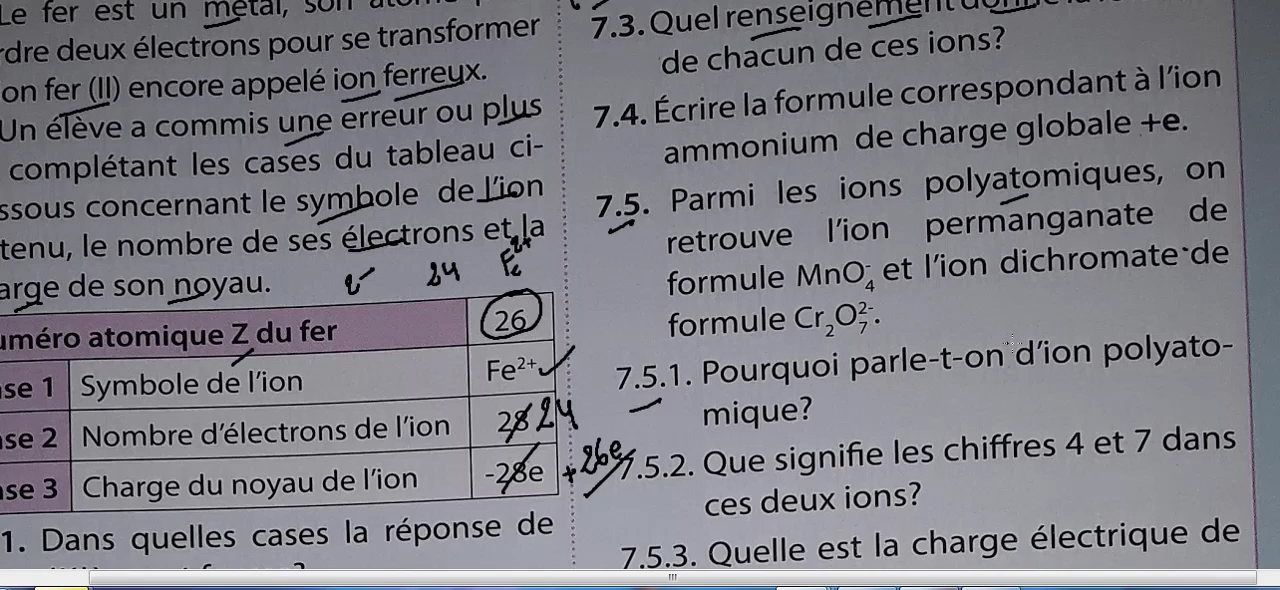 Le fer est un métal, son
rdre deux électrons pour se transformer
on fer (II) encore appelé ion ferreux.
Un élève a commis une erreur ou plus
complétant les cases du tableau ci-
ssous concernant le symbole de l'ion
tenu, le nombre de ses électrons et la
arge de son noyau.
24 Fe2+
uméro atomique Z du fer 26
se 1 Symbole de l'ion Fe2+
se 2 Nombre d'électrons de l'ion 28 24
se 3 Charge du noyau de l'ion -28e +26e
1. Dans quelles cases la réponse de
7.3. Quel renseignement
de chacun de ces ions?
7.4. Écrire la formule correspondant à l'ion
ammonium de charge globale +e.
7.5. Parmi les ions polyatomiques, on
retrouve l'ion permanganate de
formule MnO4- et l'ion dichromate de
formule Cr2O7 2-.
7.5.1. Pourquoi parle-t-on d'ion polyato-
mique?
7.5.2. Que signifie les chiffres 4 et 7 dans
ces deux ions?
7.5.3. Quelle est la charge électrique de